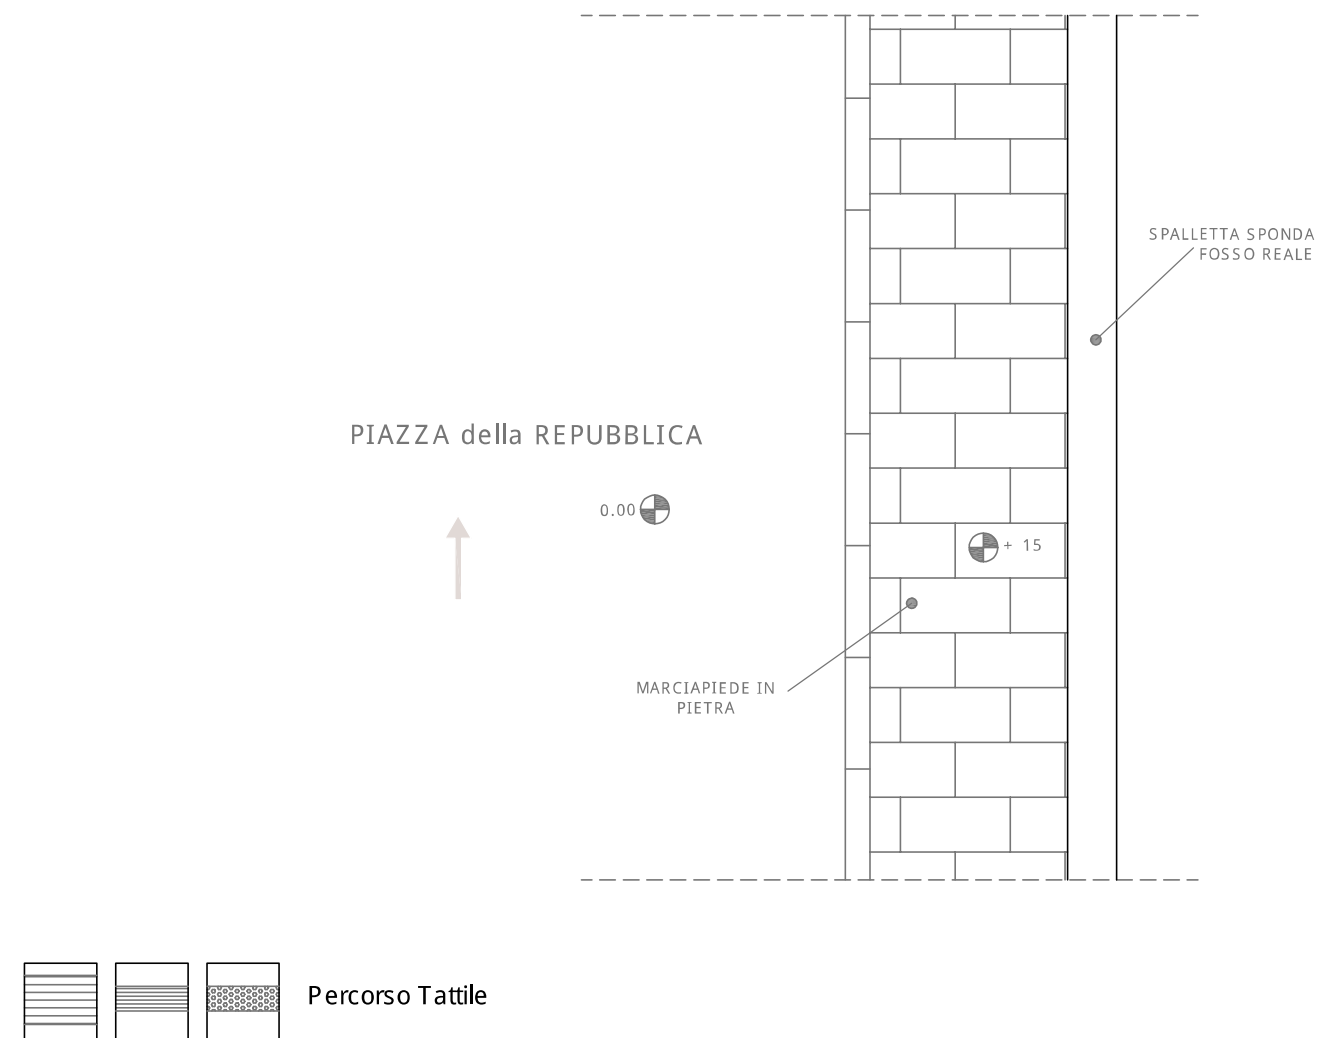 SPALLETTA SPONDA
FOSSO REALE
PIAZZA della REPUBBLICA
0.00
+ 15
MARCIAPIEDE IN
PIETRA
Percorso Tattile